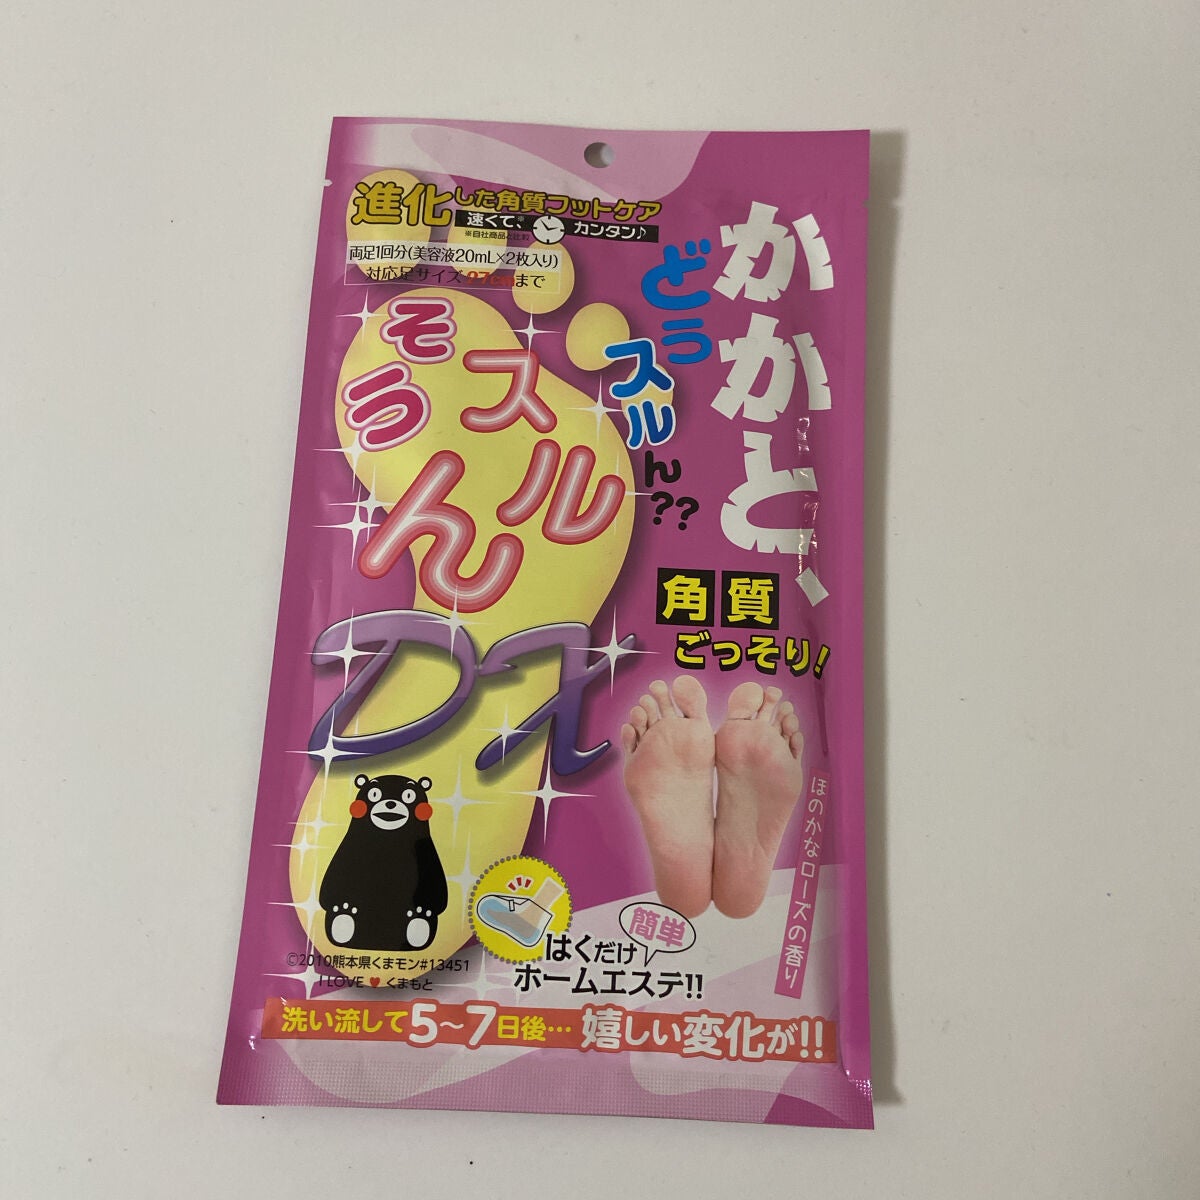 進化した角質フットケア
速くて、※カンタン♪
※自社商品と比較
両足1回分(美容液20mL×2枚入り)
対応足サイズ27cmまで
かかと、
どう
スルん??
そう
スルん
DX
角質
ごっそり!
ほのかなローズの香り
簡単
はくだけ
ホームエステ!!
©2010熊本県くまモン#13451
I LOVE ♥ くまもと
洗い流して5〜7日後…嬉しい変化が!!